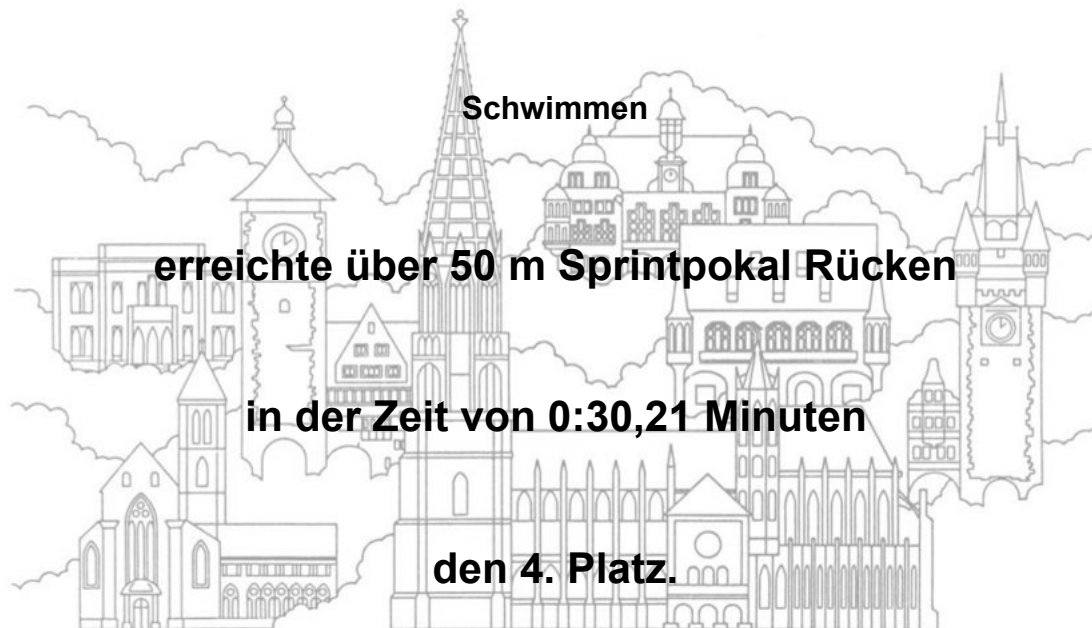 Schwimmen
erreichte über 50 m Sprintpokal Rücken
in der Zeit von 0:30,21 Minuten
den 4. Platz.